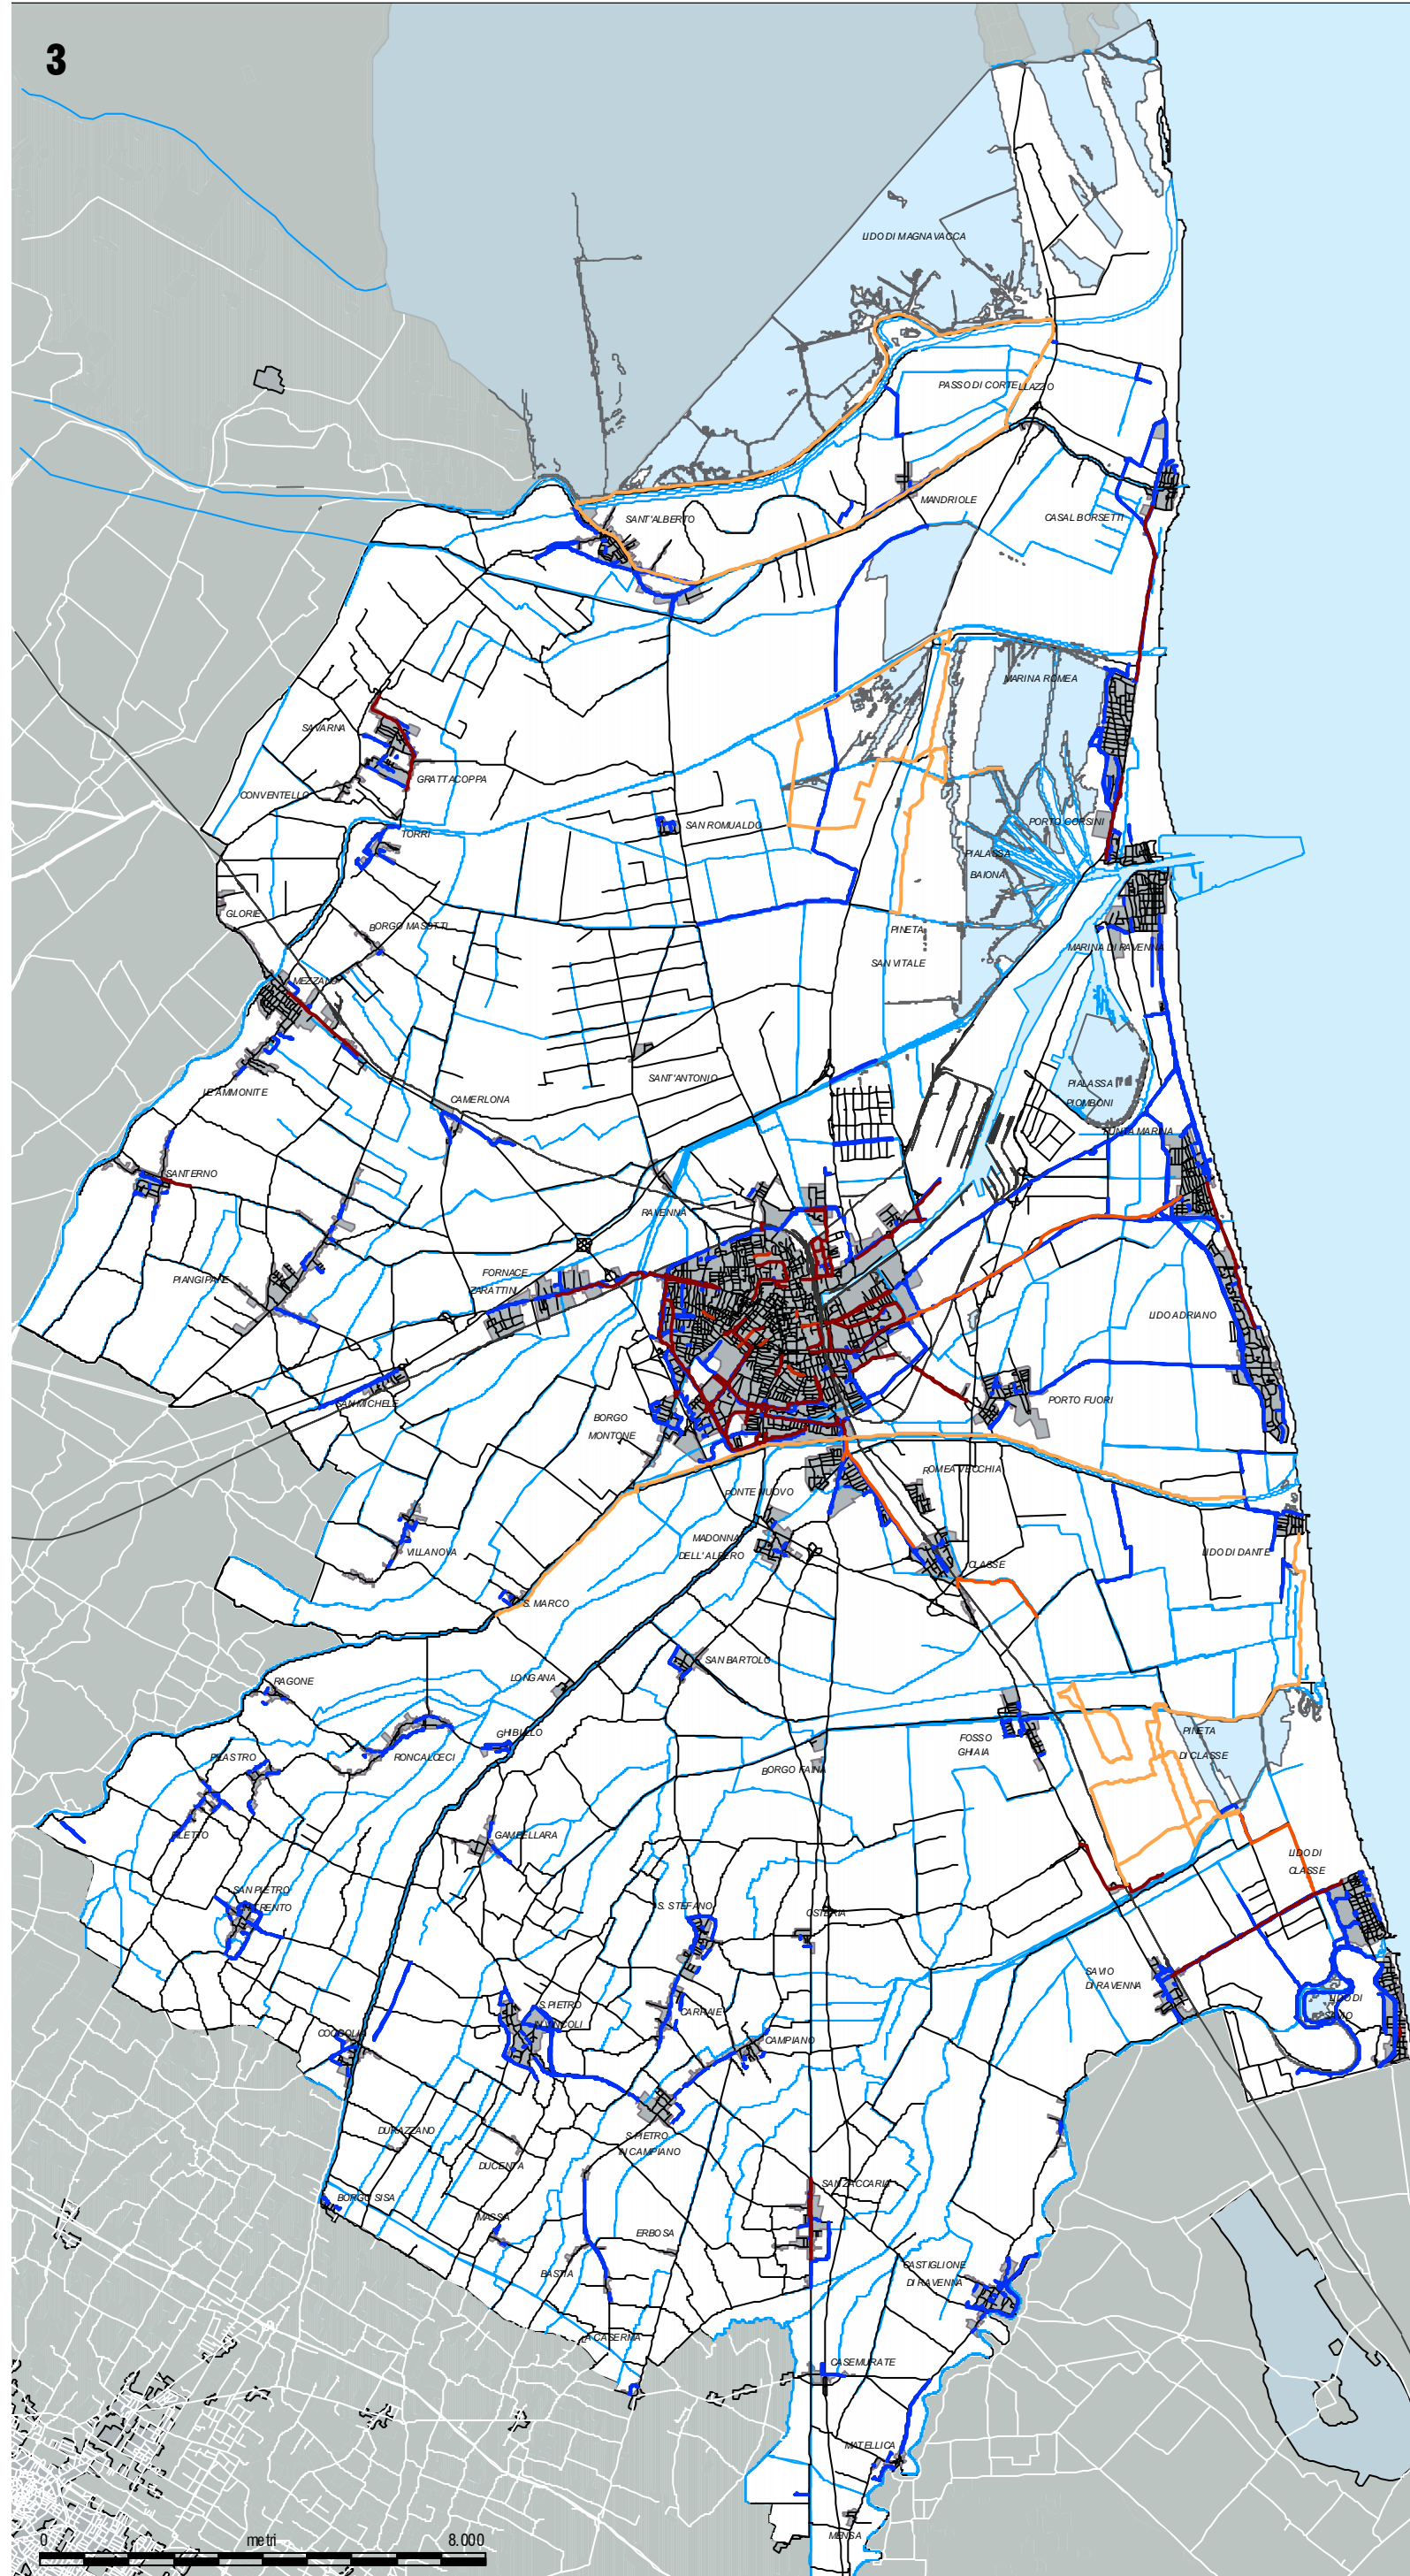 3
LIDO DI MAGNAVACCA
PASSO DI CORTELLAZZO
MANDRIOLE
SANT'ALBERTO
CASAL BORSETTI
MARINA ROMEA
SAVARNA
GRATTACOPPA
CONVENTELLO
TORRI
SAN ROMUALDO
PORTO CORSINI
PIALASSA
BAIONA
GLORIE
BORGO MASOTTI
PINETA
SAN VITALE
MARINA DI RAVENNA
MEZZANO
SANT'ANTONIO
PIALASSA
PIOMBONI
LE AMMONITE
CAMERLONA
PUNTA MARINA
SANTERNO
RAVENNA
FORNACE
ZARATTINI
PIANGIPANE
LIDO ADRIANO
SAN MICHELE
PORTO FUORI
BORGO
MONTONE
ROMEA VECCHIA
PONTE NUOVO
MADONNA
DELL'ALBERO
VILLANOVA
LIDO DI DANTE
CLASSE
S. MARCO
SAN BARTOLO
RAGONE
LONGANA
GHIBULLO
RONCALCECI
FOSSO
GHIAIA
PINETA
DI CLASSE
PILASTRO
BORGO FAINA
FILETTO
GAMBELLARA
LIDO DI
CLASSE
SAN PIETRO
IN TRENTO
S. STEFANO
OSTERIA
SAVIO
DI RAVENNA
LIDO DI
SAVIO
S.PIETRO
IN VINCOLI
CARRAIE
CAMPIANO
COCCOLIA
DURAZZANO
S.PIETRO
IN CAMPIANO
DUCENTA
SAN ZACCARIA
BORGO SISA
MASSA
ERBOSA
BASTIA
CASTIGLIONE
DI RAVENNA
LA CASERMA
CASEMURATE
MATELLICA
MENSA
0 metri 8.000